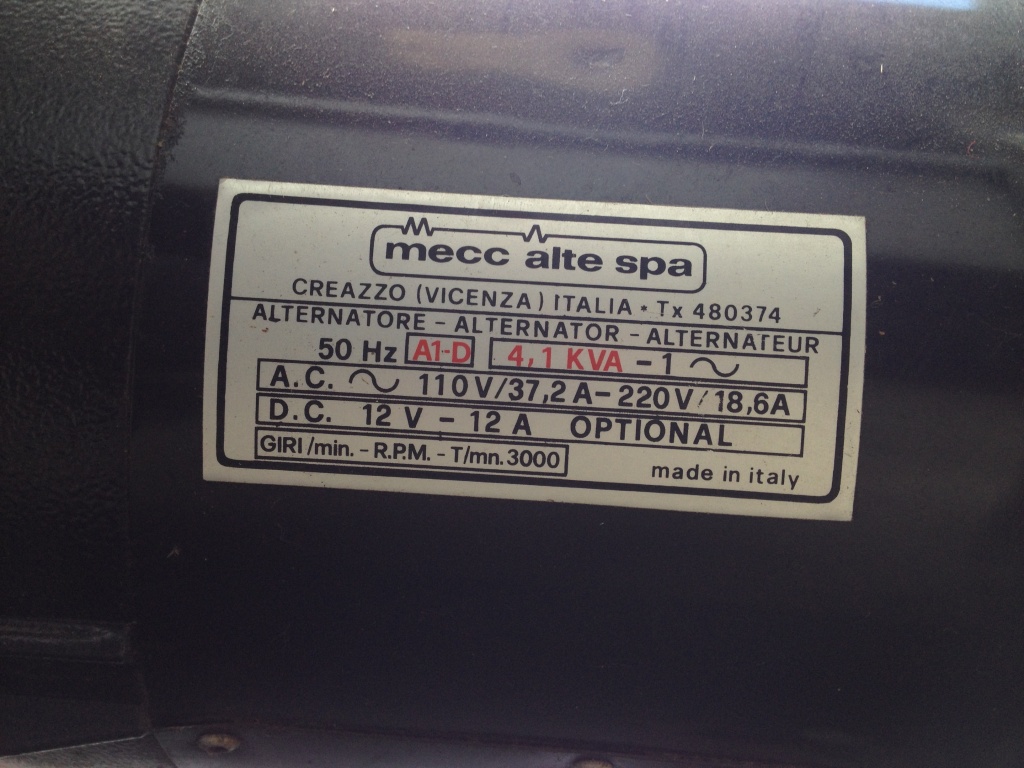 mecc alte spa
CREAZZO (VICENZA) ITALIA • Tx 480374
ALTERNATORE - ALTERNATOR - ALTERNATEUR
50 Hz A1-D 4,1 KVA - 1 ~
A.C. ~ 110V/37,2 A - 220V/18,6A
D.C. 12 V - 12 A OPTIONAL
GIRI/min. - R.P.M. - T/mn. 3000
made in italy